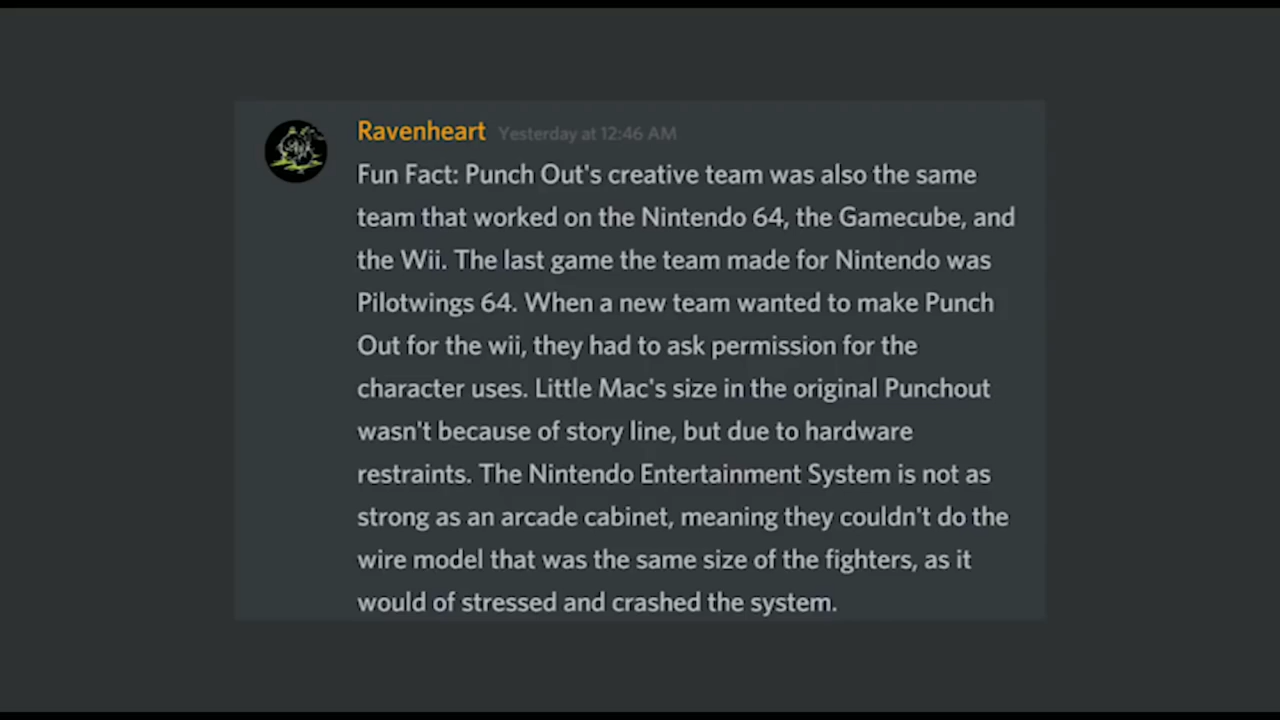 Ravenheart Yesterday at 12:46 AM
Fun Fact: Punch Out's creative team was also the same
team that worked on the Nintendo 64, the Gamecube, and
the Wii. The last game the team made for Nintendo was
Pilotwings 64. When a new team wanted to make Punch
Out for the wii, they had to ask permission for the
character uses. Little Mac's size in the original Punchout
wasn't because of story line, but due to hardware
restraints. The Nintendo Entertainment System is not as
strong as an arcade cabinet, meaning they couldn't do the
wire model that was the same size of the fighters, as it
would of stressed and crashed the system.